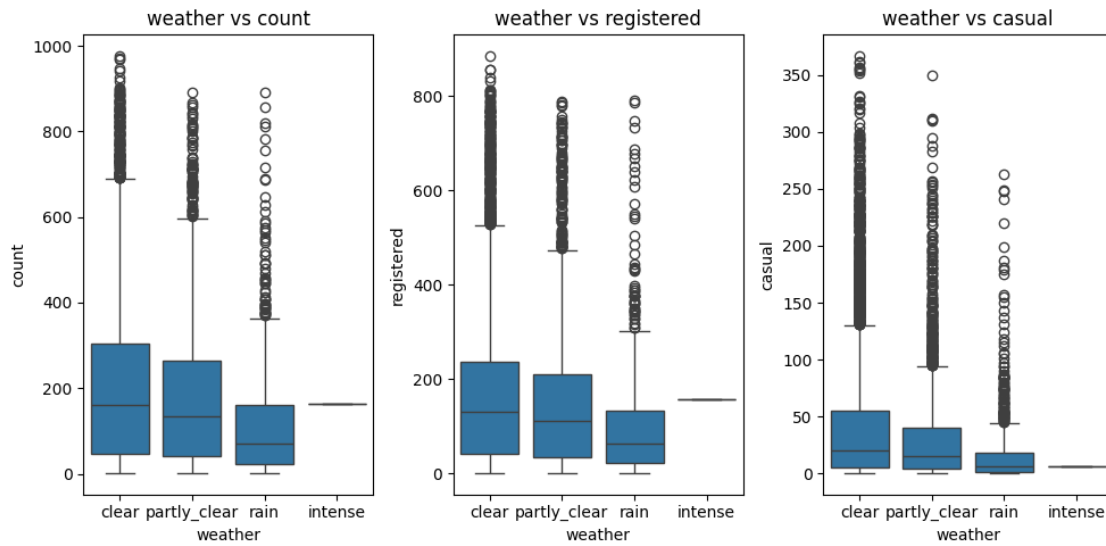 weather vs count
count
1000
800
600
400
200
0
clear partly_clear rain intense
weather
weather vs registered
registered
800
600
400
200
0
clear partly_clear rain intense
weather
weather vs casual
casual
350
300
250
200
150
100
50
0
clear partly_clear rain intense
weather